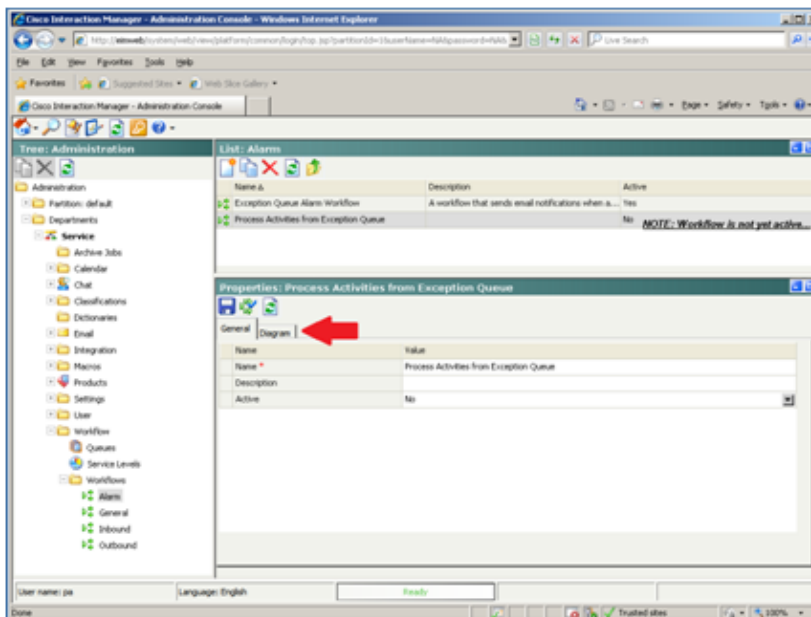 Cisco Interaction Manager - Administration Console - Windows Internet Explorer
Live Search
File Edit View Favorites Tools Help
Favorites Suggested Sites Web Slice Gallery
Cisco Interaction Manager - Administration Console
Page Safety Tools
Tree: Administration
List: Alarm
Name Description Active
Exception Queue Alarm Workflow A workflow that sends email notifications when a... Yes
Process Activities from Exception Queue No NOTE: Workflow is not yet active...
Administration
Partition: default
Departments
Service
Archive Jobs
Calendar
Chat
Classifications
Dictionaries
Email
Integration
Macros
Products
Settings
User
Workflow
Queues
Service Levels
Workflows
Alarm
General
Inbound
Outbound
Properties: Process Activities from Exception Queue
General Diagram
Name Value
Name * Process Activities from Exception Queue
Description
Active No
User name: pa Language: English Ready
Done Trusted sites 100%